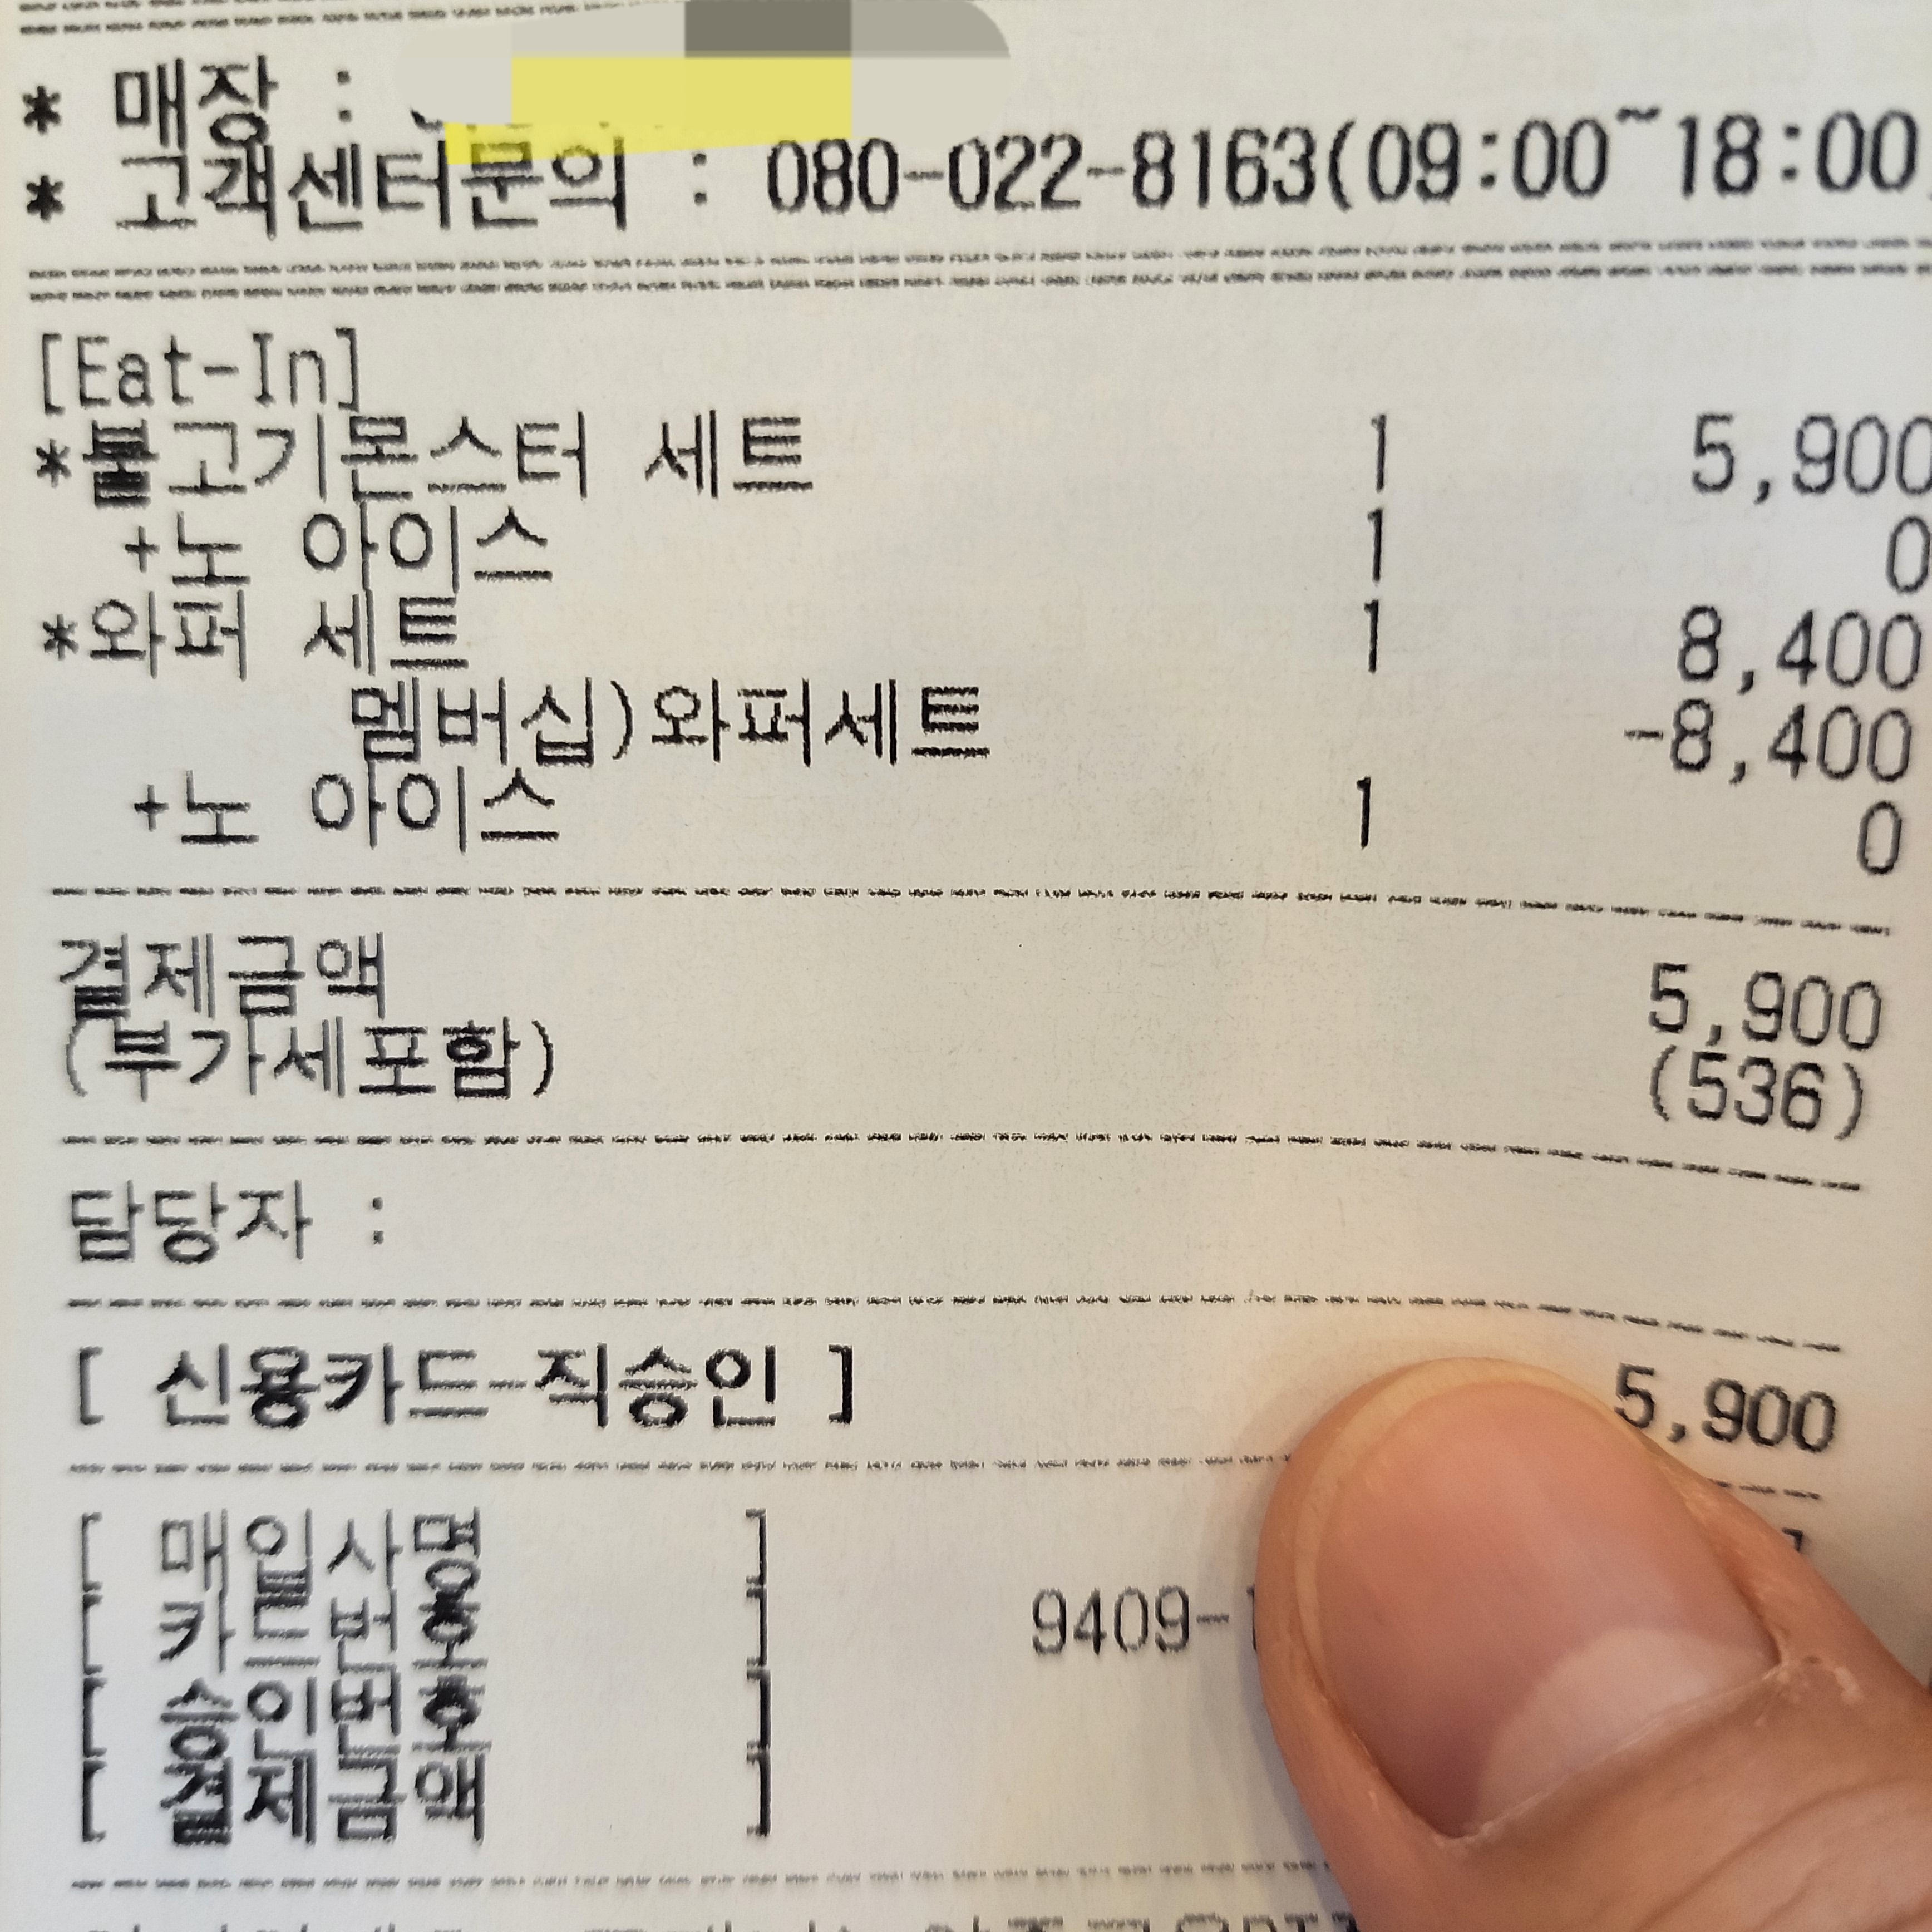 * 매장 :
* 고객센터문의 : 080-022-8163(09:00~18:00
[Eat-In]
*불고기몬스터 세트 1 5,900
+노 아이스 1 0
*와퍼 세트 1 8,400
멤버십)와퍼세트 -8,400
+노 아이스 1 0
결제금액 5,900
(부가세포함) (536)
담당자 :
[ 신용카드-직승인 ] 5,900
[ 매입사명 ]
[ 카드번호 ] 9409-
[ 승인번호 ]
[ 결제금액 ]